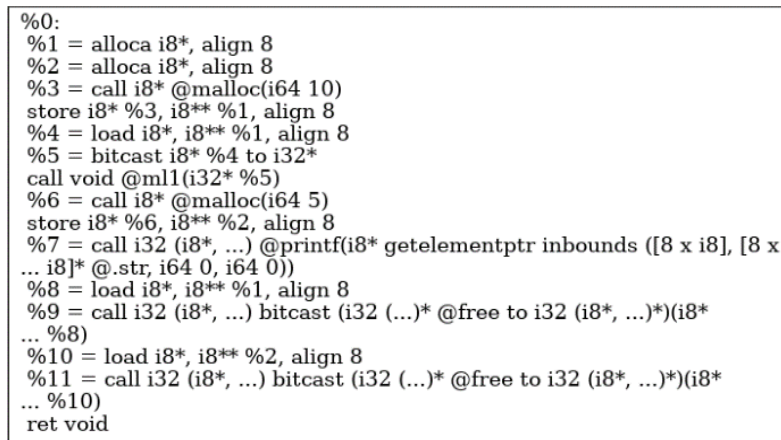 %0:
%1 = alloca i8*, align 8
%2 = alloca i8*, align 8
%3 = call i8* @malloc(i64 10)
store i8* %3, i8** %1, align 8
%4 = load i8*, i8** %1, align 8
%5 = bitcast i8* %4 to i32*
call void @ml1(i32* %5)
%6 = call i8* @malloc(i64 5)
store i8* %6, i8** %2, align 8
%7 = call i32 (i8*, ...) @printf(i8* getelementptr inbounds ([8 x i8], [8 x
... i8]* @.str, i64 0, i64 0))
%8 = load i8*, i8** %1, align 8
%9 = call i32 (i8*, ...) bitcast (i32 (...)* @free to i32 (i8*, ...)*)(i8*
... %8)
%10 = load i8*, i8** %2, align 8
%11 = call i32 (i8*, ...) bitcast (i32 (...)* @free to i32 (i8*, ...)*)(i8*
... %10)
ret void